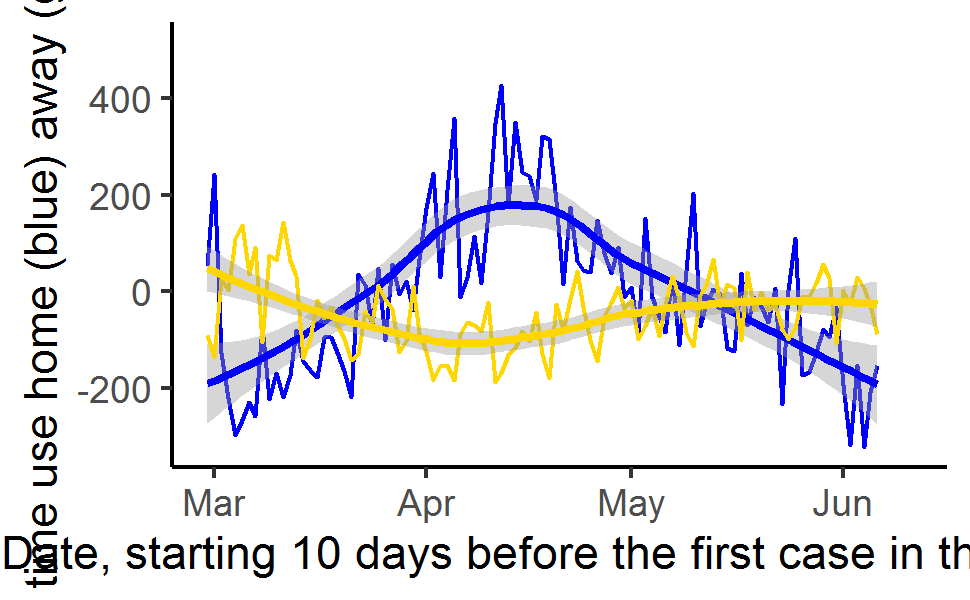 time use home (blue) away (
400
200
0
-200
Mar Apr May Jun
Date, starting 10 days before the first case in th